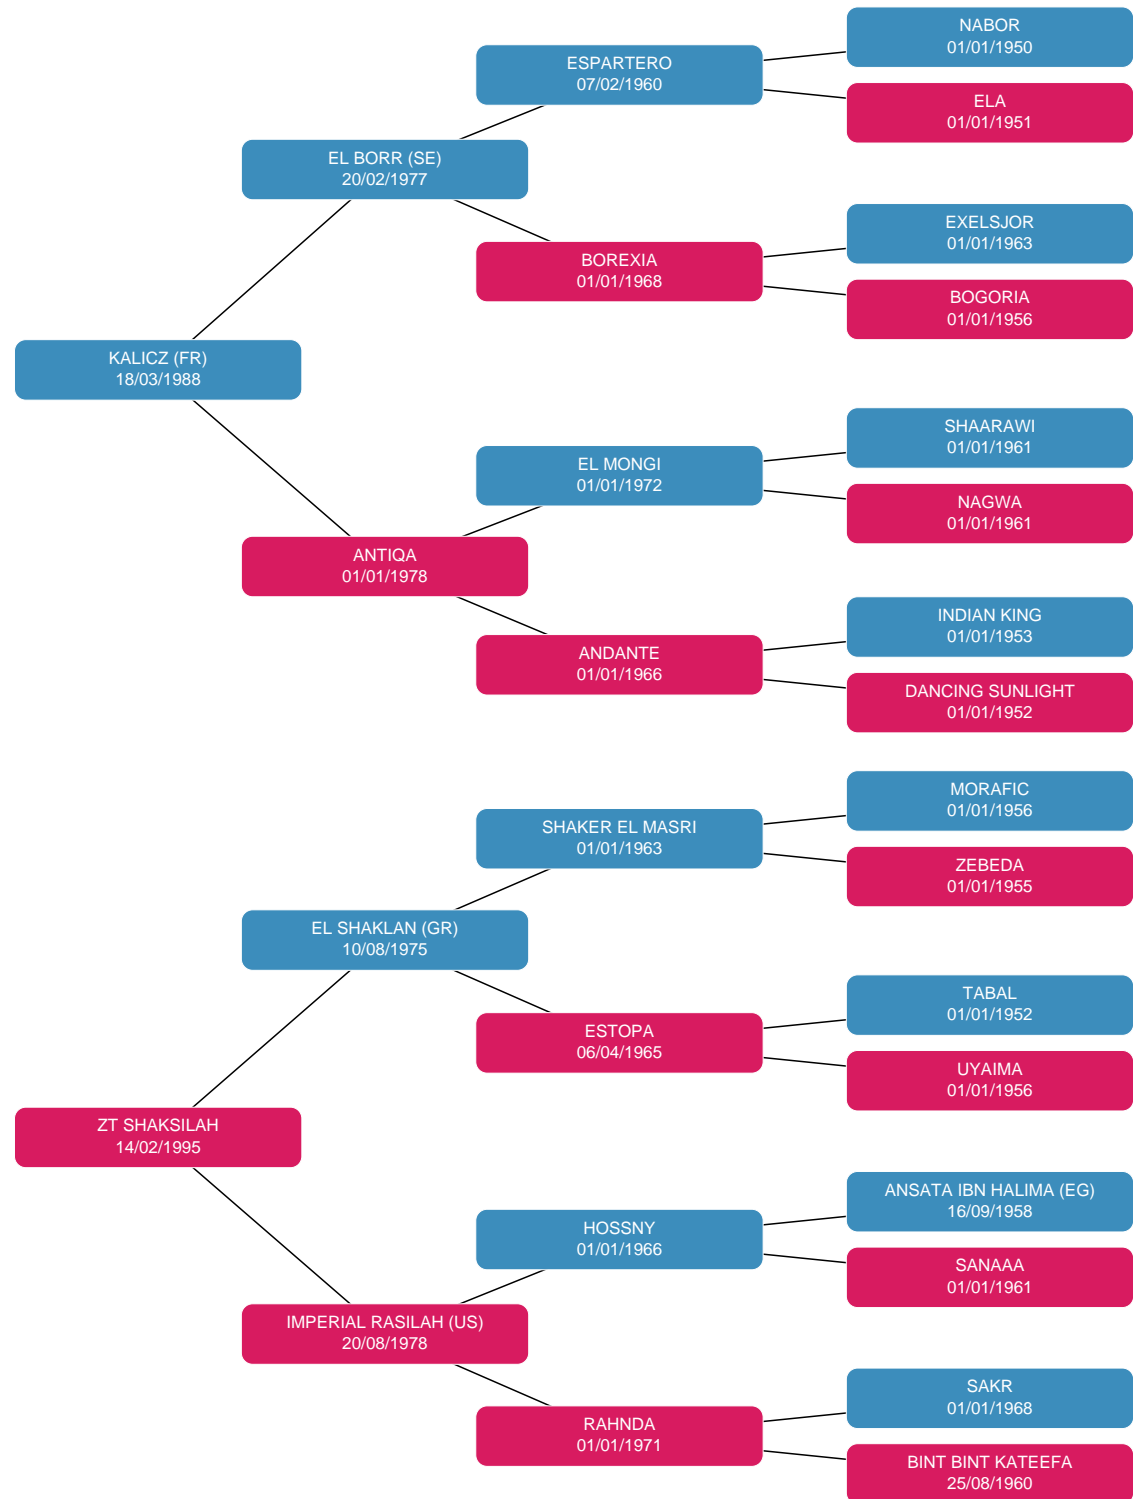 NABOR
01/01/1950
ESPARTERO
07/02/1960
ELA
01/01/1951
EL BORR (SE)
20/02/1977
EXELSJOR
01/01/1963
BOREXIA
01/01/1968
BOGORIA
01/01/1956
KALICZ (FR)
18/03/1988
SHAARAWI
01/01/1961
EL MONGI
01/01/1972
NAGWA
01/01/1961
ANTIQA
01/01/1978
INDIAN KING
01/01/1953
ANDANTE
01/01/1966
DANCING SUNLIGHT
01/01/1952
MORAFIC
01/01/1956
SHAKER EL MASRI
01/01/1963
ZEBEDA
01/01/1955
EL SHAKLAN (GR)
10/08/1975
TABAL
01/01/1952
ESTOPA
06/04/1965
UYAIMA
01/01/1956
ZT SHAKSILAH
14/02/1995
ANSATA IBN HALIMA (EG)
16/09/1958
HOSSNY
01/01/1966
SANAAA
01/01/1961
IMPERIAL RASILAH (US)
20/08/1978
SAKR
01/01/1968
RAHNDA
01/01/1971
BINT BINT KATEEFA
25/08/1960